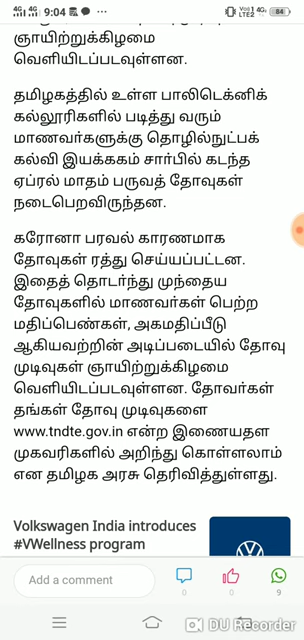 9:04
84
ஞாயிற்றுக்கிழமை
வெளியிடப்படவுள்ளன.
தமிழகத்தில் உள்ள பாலிடெக்னிக்
கல்லூரிகளில் படித்து வரும்
மாணவர்களுக்கு தொழில்நுட்பக்
கல்வி இயக்ககம் சார்பில் கடந்த
ஏப்ரல் மாதம் பருவத் தேர்வுகள்
நடைபெறவிருந்தன.
கரோனா பரவல் காரணமாக
தேர்வுகள் ரத்து செய்யப்பட்டன.
இதைத் தொடர்ந்து முந்தைய
தேர்வுகளில் மாணவர்கள் பெற்ற
மதிப்பெண்கள், அகமதிப்பீடு
ஆகியவற்றின் அடிப்படையில் தேர்வு
முடிவுகள் ஞாயிற்றுக்கிழமை
வெளியிடப்படவுள்ளன. தேர்வர்கள்
தங்கள் தேர்வு முடிவுகளை
www.tndte.gov.in என்ற இணையதள
முகவரிகளில் அறிந்து கொள்ளலாம்
என தமிழக அரசு தெரிவித்துள்ளது.
Volkswagen India introduces
#VWellness program
Add a comment
0 0 9
DU Recorder